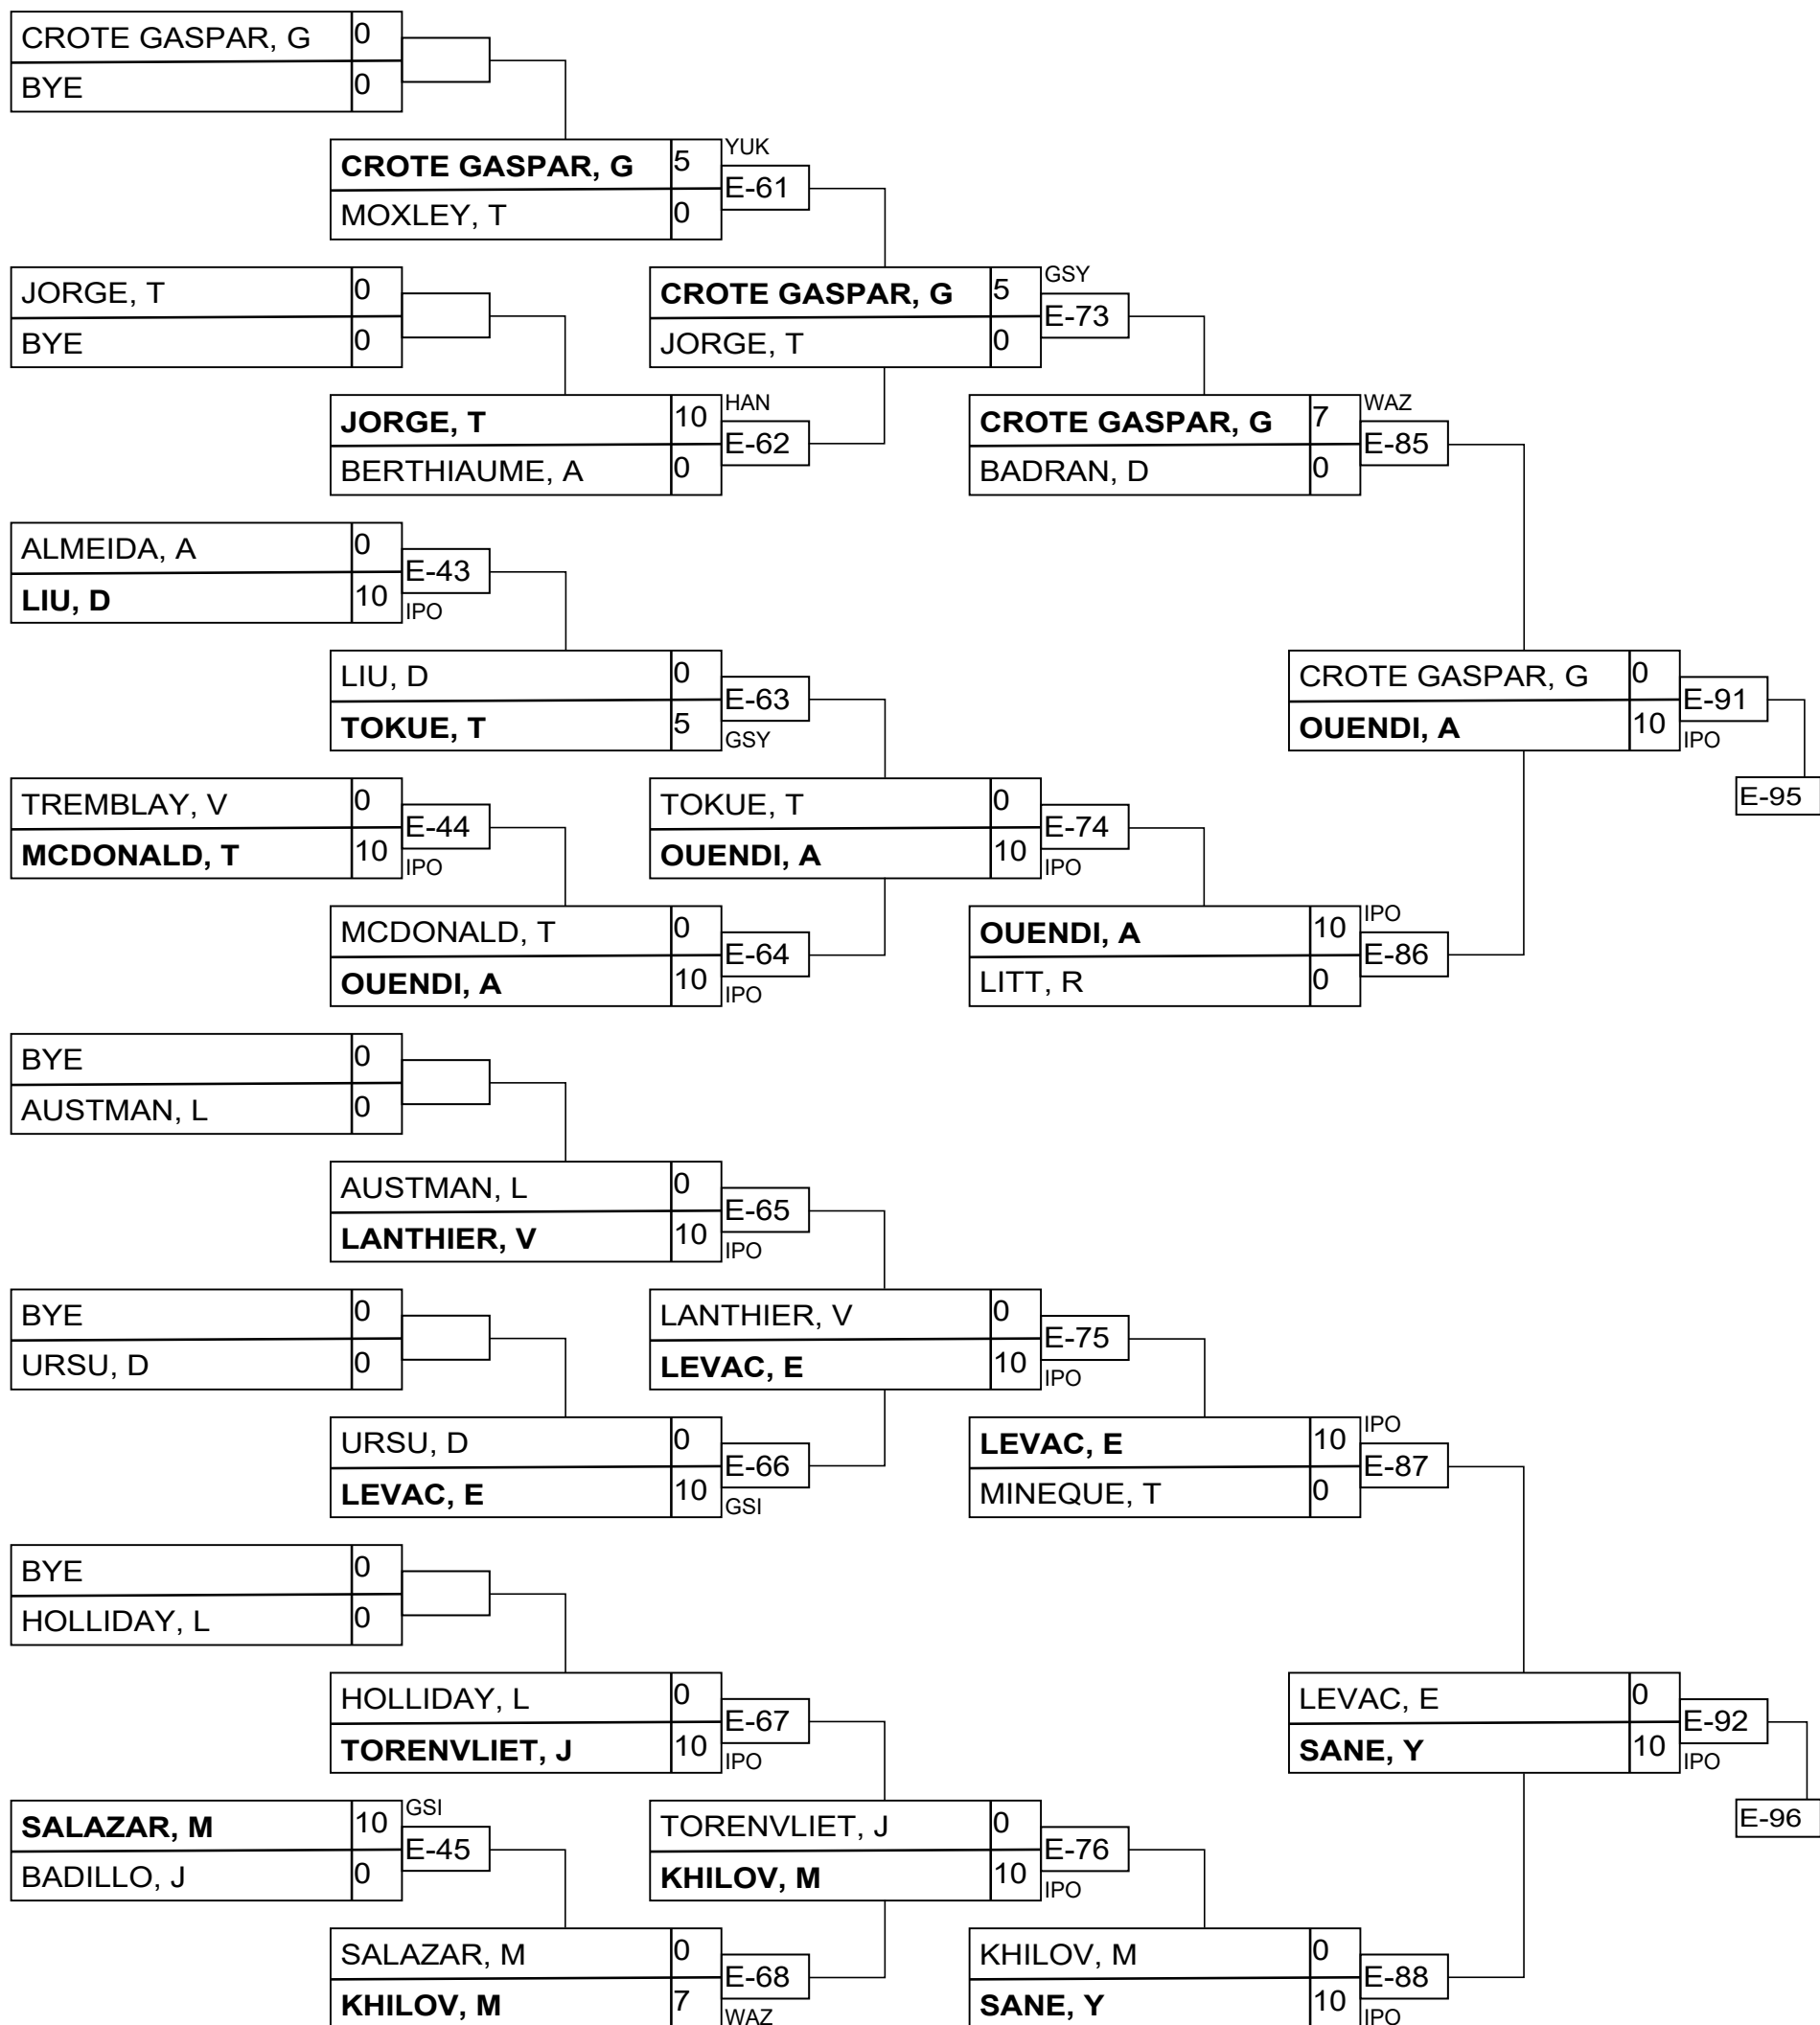 CROTE GASPAR, G 0
BYE 0
YUK
CROTE GASPAR, G 5
E-61
MOXLEY, T 0
JORGE, T 0
BYE 0
GSY
CROTE GASPAR, G 5
E-73
JORGE, T 0
HAN
JORGE, T 10
E-62
BERTHIAUME, A 0
WAZ
CROTE GASPAR, G 7
E-85
BADRAN, D 0
ALMEIDA, A 0
E-43
LIU, D 10
IPO
LIU, D 0
E-63
TOKUE, T 5
GSY
CROTE GASPAR, G 0
E-91
OUENDI, A 10
IPO
E-95
TREMBLAY, V 0
E-44
MCDONALD, T 10
IPO
TOKUE, T 0
E-74
OUENDI, A 10
IPO
MCDONALD, T 0
E-64
OUENDI, A 10
IPO
IPO
OUENDI, A 10
E-86
LITT, R 0
BYE 0
AUSTMAN, L 0
AUSTMAN, L 0
E-65
LANTHIER, V 10
IPO
BYE 0
URSU, D 0
LANTHIER, V 0
E-75
LEVAC, E 10
IPO
URSU, D 0
E-66
LEVAC, E 10
GSI
IPO
LEVAC, E 10
E-87
MINEQUE, T 0
BYE 0
HOLLIDAY, L 0
HOLLIDAY, L 0
E-67
TORENVLIET, J 10
IPO
LEVAC, E 0
E-92
SANE, Y 10
IPO
E-96
GSI
SALAZAR, M 10
E-45
BADILLO, J 0
TORENVLIET, J 0
E-76
KHILOV, M 10
IPO
SALAZAR, M 0
E-68
KHILOV, M 7
WAZ
KHILOV, M 0
E-88
SANE, Y 10
IPO